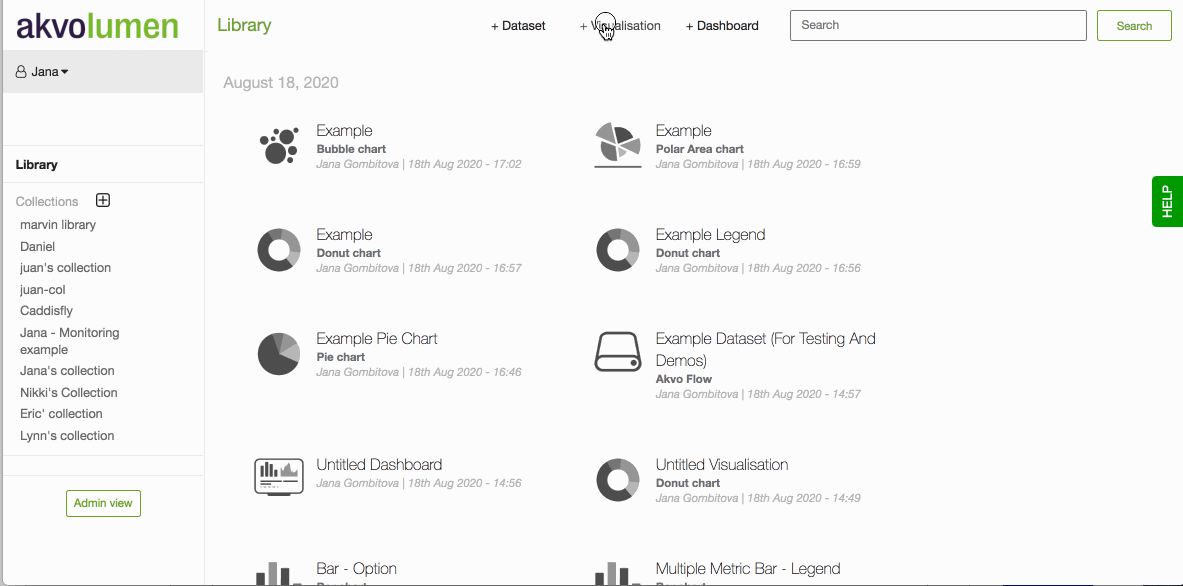 akvolumen
Library
+ Dataset
+ Visualisation
+ Dashboard
Search
Search
Jana
Library
Collections
marvin library
Daniel
juan's collection
juan-col
Caddisfly
Jana - Monitoring
example
Jana's collection
Nikki's Collection
Eric' collection
Lynn's collection
Admin view
August 18, 2020
Example
Bubble chart
Jana Gombitova | 18th Aug 2020 - 17:02
Example
Polar Area chart
Jana Gombitova | 18th Aug 2020 - 16:59
Example
Donut chart
Jana Gombitova | 18th Aug 2020 - 16:57
Example Legend
Donut chart
Jana Gombitova | 18th Aug 2020 - 16:56
Example Pie Chart
Pie chart
Jana Gombitova | 18th Aug 2020 - 16:46
Example Dataset (For Testing And
Demos)
Akvo Flow
Jana Gombitova | 18th Aug 2020 - 14:57
Untitled Dashboard
Jana Gombitova | 18th Aug 2020 - 14:56
Untitled Visualisation
Donut chart
Jana Gombitova | 18th Aug 2020 - 14:49
Bar - Option
Multiple Metric Bar - Legend
HELP